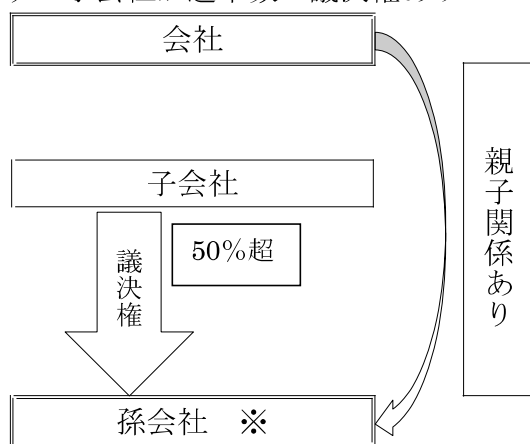 会社
子会社
50%超
議決権
親子関係あり
孫会社　※